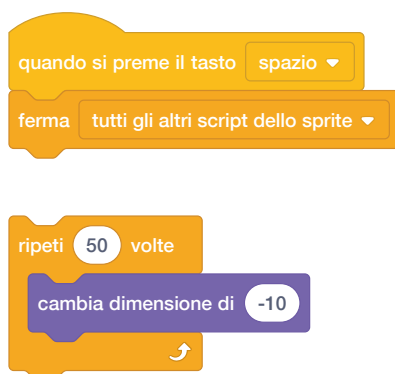 quando si preme il tasto spazio
ferma tutti gli altri script dello sprite
ripeti 50 volte
cambia dimensione di -10